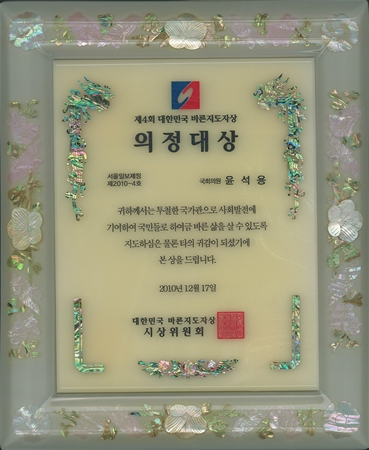 제4회 대한민국 바른지도자상
의정대상
서울일보제정
제2010-4호
국회의원 윤석용
귀하께서는 투철한 국가관으로 사회발전에
기여하여 국민들로 하여금 바른 삶을 살 수 있도록
지도하심은 물론 타의 귀감이 되셨기에
본 상을 드립니다.
2010년 12월 17일
대한민국 바른지도자상
시상위원회